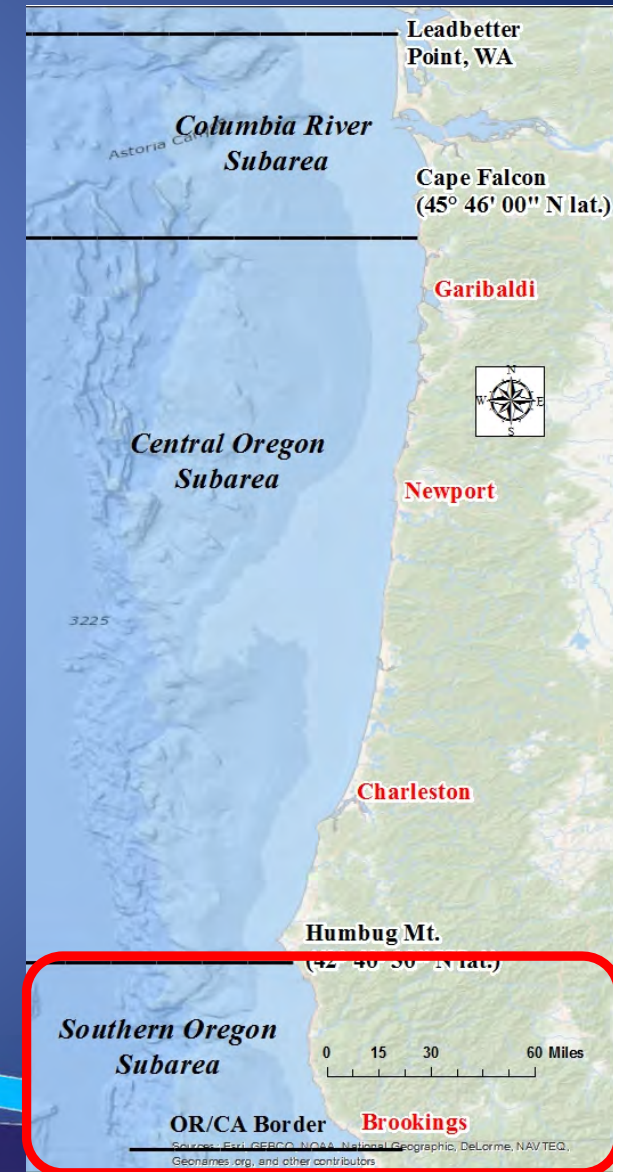 Leadbetter
Point, WA
Columbia River
Subarea
Astoria
Cape Falcon
(45° 46' 00" N lat.)
Garibaldi
N
W E
S
Central Oregon
Subarea
Newport
3225
Charleston
Humbug Mt.
N lat.)
Southern Oregon
Subarea
0 15 30 60 Miles
OR/CA Border
Brookings
Sources: Esri, GEBCO, NOAA, National Geographic, DeLorme, NAVTEQ,
Geonames.org, and other contributors